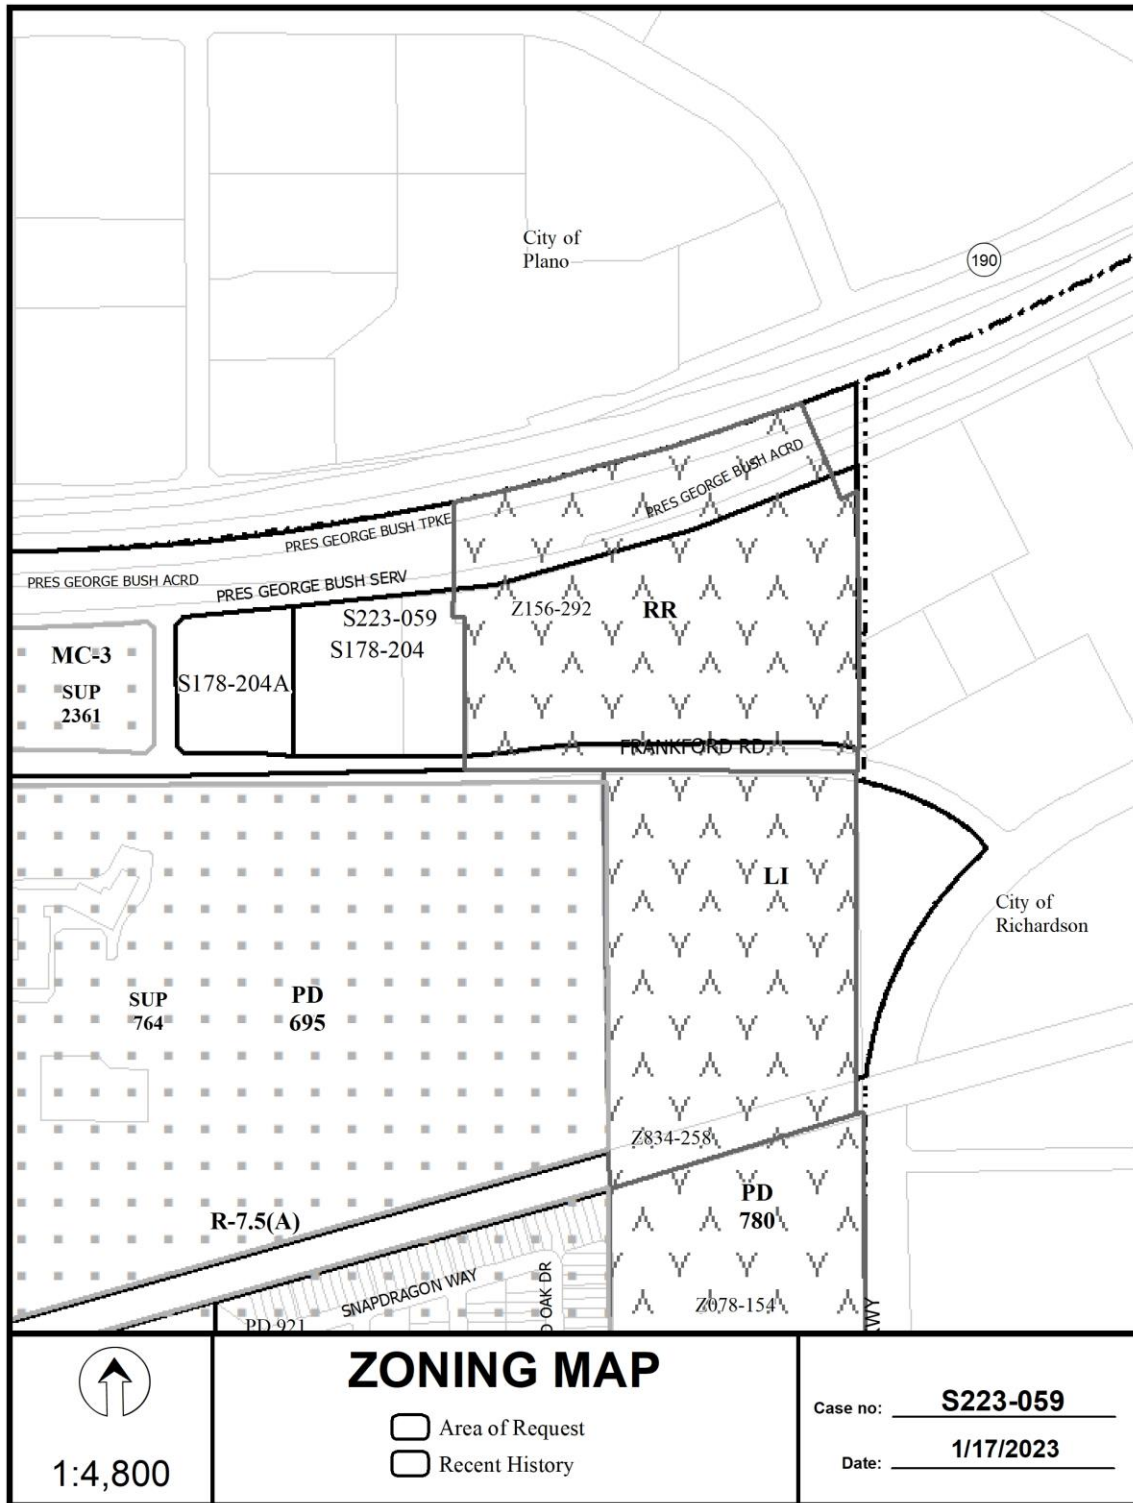 City of
Plano
190
PRES GEORGE BUSH ACRD
PRES GEORGE BUSH TPKE
PRES GEORGE BUSH ACRD
PRES GEORGE BUSH SERV
S223-059
S178-204
Z156-292
RR
MC-3
SUP
2361
S178-204A
FRANKFORD RD
LI
City of
Richardson
SUP
764
PD
695
Z834-258
PD
780
R-7.5(A)
SNAPDRAGON WAY
OAK DR
Z078-154
PD 921
ZONING MAP
Area of Request
Recent History
1:4,800
Case no: S223-059
Date: 1/17/2023